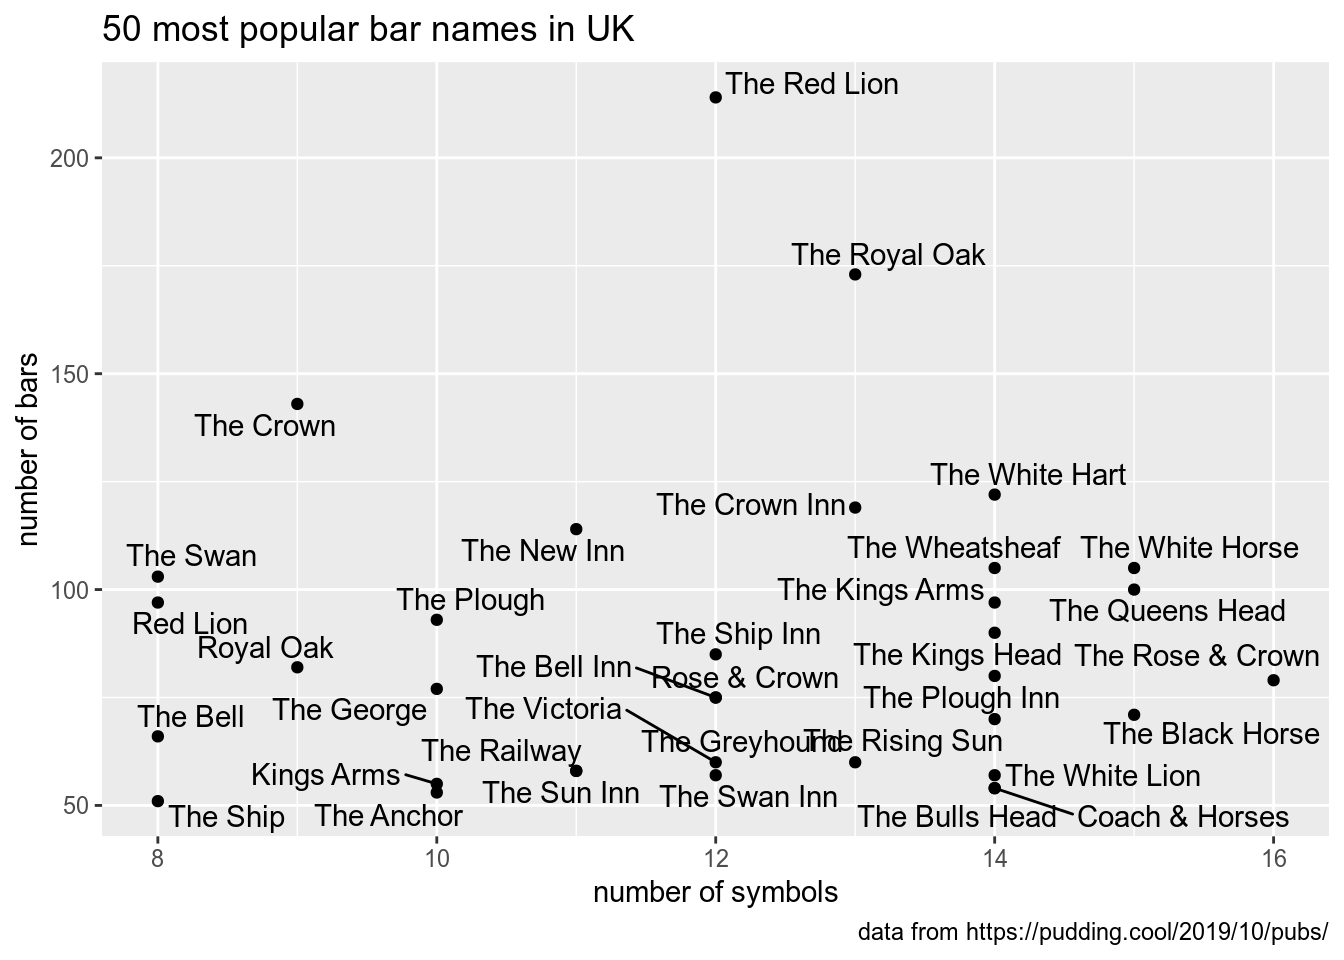 50 most popular bar names in UK
The Red Lion
200
The Royal Oak
150
The Crown
The White Hart
The Crown Inn
The New Inn
The Wheatsheaf
The White Horse
The Swan
100
The Kings Arms
The Plough
The Queens Head
Red Lion
The Ship Inn
Royal Oak
The Kings Head
The Rose & Crown
The Bell Inn
Rose & Crown
The Plough Inn
The Victoria
The George
The Bell
The Black Horse
The Greyhound
The Rising Sun
The Railway
Kings Arms
The White Lion
The Sun Inn
The Swan Inn
50
The Ship
The Anchor
The Bulls Head
Coach & Horses
8
10
12
14
16
number of bars
number of symbols
data from https://pudding.cool/2019/10/pubs/